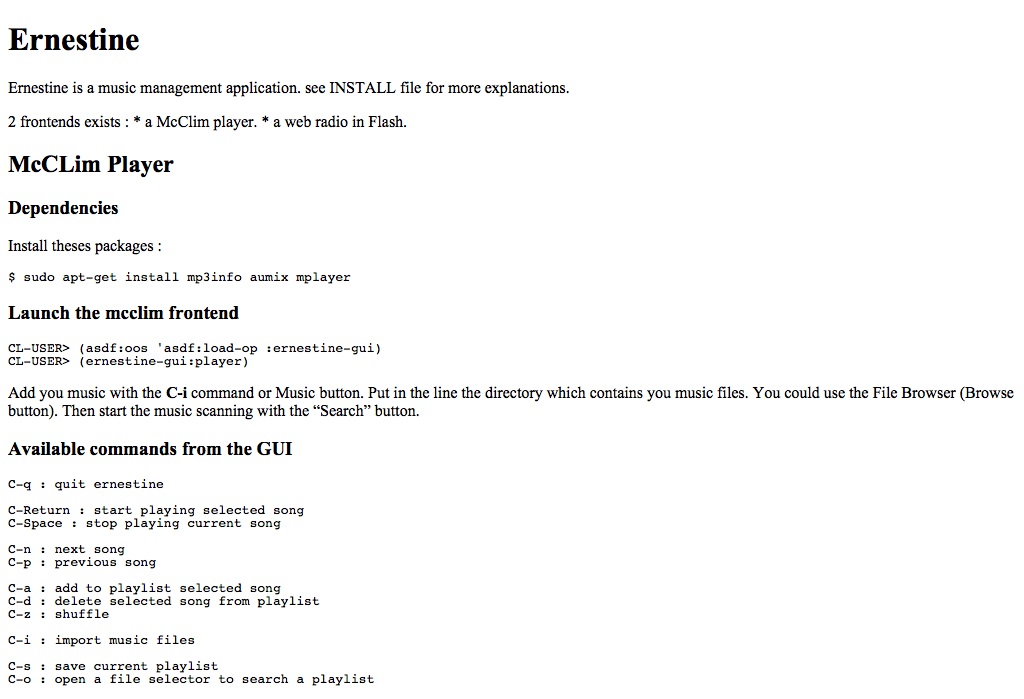 Ernestine
Ernestine is a music management application. see INSTALL file for more explanations.
2 frontends exists : * a McClim player. * a web radio in Flash.
McCLim Player
Dependencies
Install theses packages :
$ sudo apt-get install mp3info aumix mplayer
Launch the mcclim frontend
CL-USER> (asdf:oos 'asdf:load-op :ernestine-gui)
CL-USER> (ernestine-gui:player)
Add you music with the C-i command or Music button. Put in the line the directory which contains you music files. You could use the File Browser (Browse
button). Then start the music scanning with the “Search” button.
Available commands from the GUI
C-q : quit ernestine
C-Return : start playing selected song
C-Space : stop playing current song
C-n : next song
C-p : previous song
C-a : add to playlist selected song
C-d : delete selected song from playlist
C-z : shuffle
C-i : import music files
C-s : save current playlist
C-o : open a file selector to search a playlist